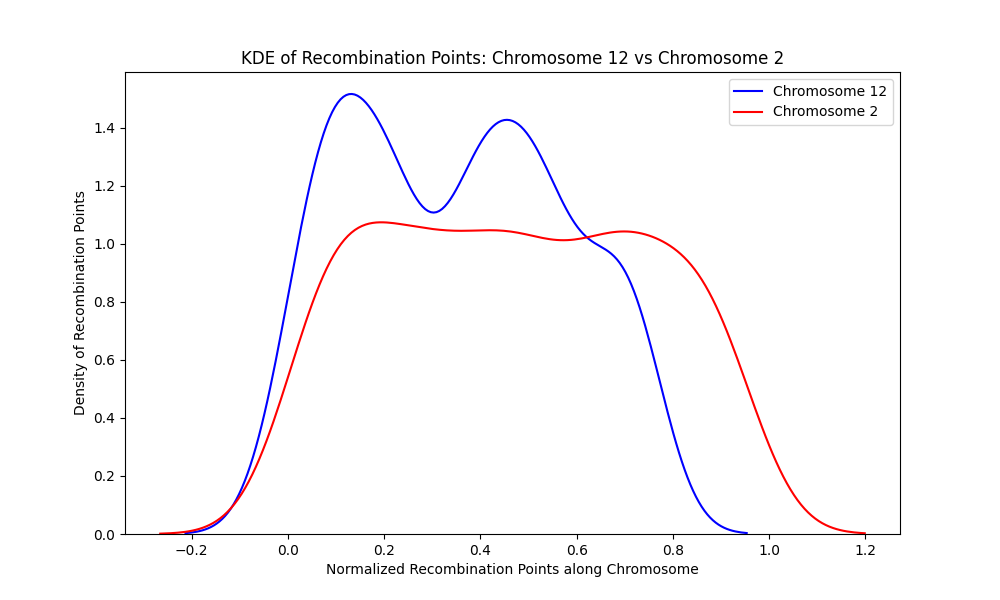 KDE of Recombination Points: Chromosome 12 vs Chromosome 2
Chromosome 12
Chromosome 2
Density of Recombination Points
1.4
1.2
1.0
0.8
0.6
0.4
0.2
0.0
−0.2 0.0 0.2 0.4 0.6 0.8 1.0 1.2
Normalized Recombination Points along Chromosome